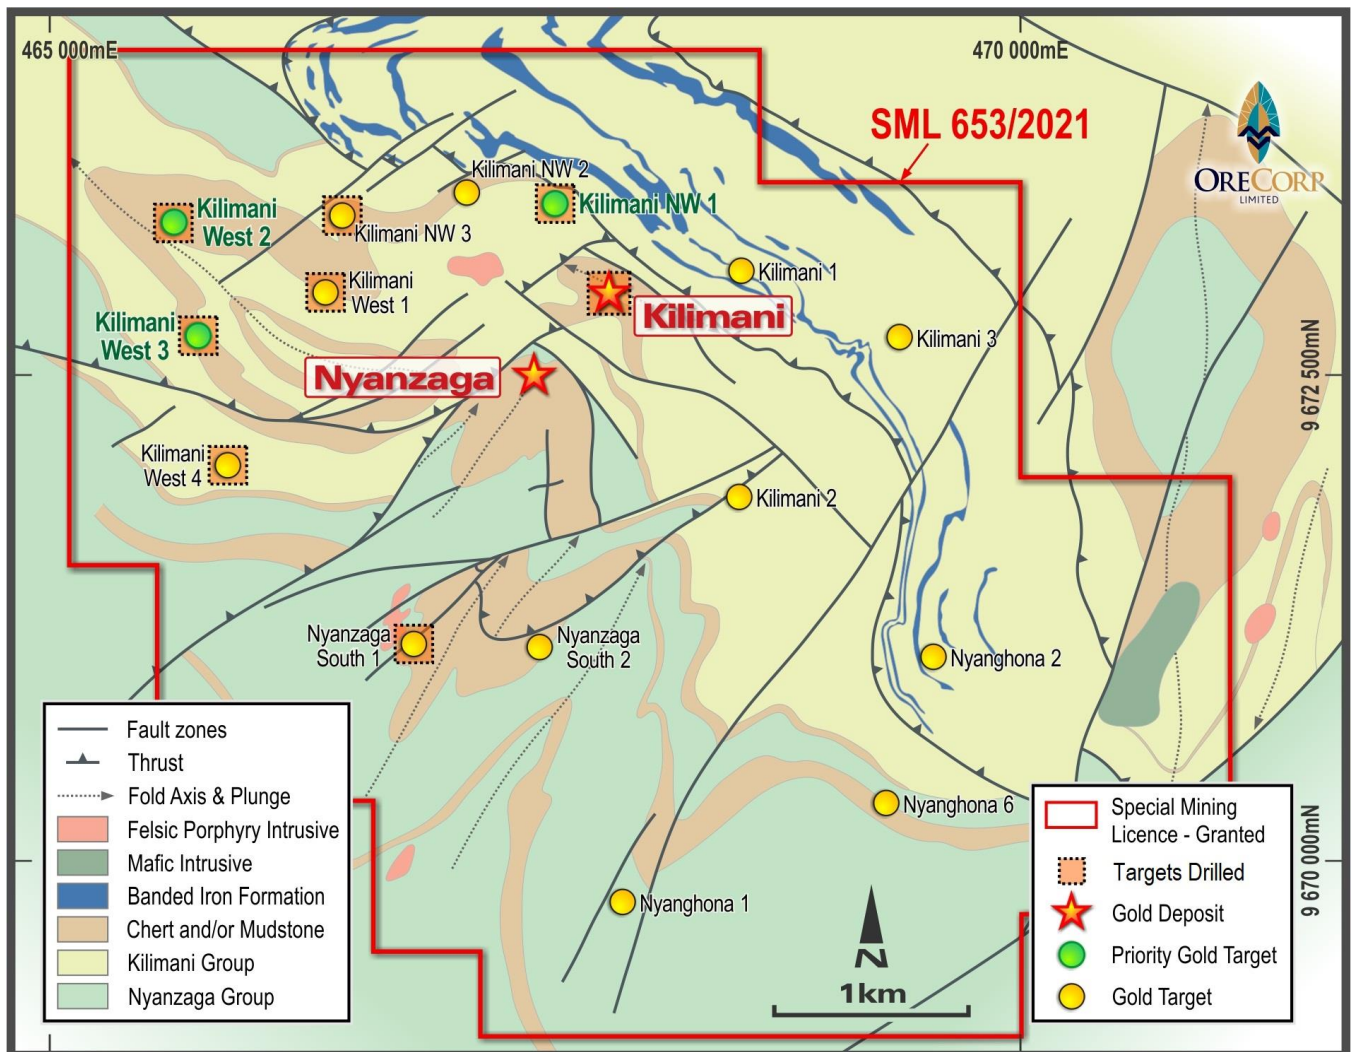 465 000mE
470 000mE
SML 653/2021
ORECORP
LIMITED
Kilimani NW 2
Kilimani
West 2
Kilimani NW 1
Kilimani NW 3
Kilimani
West 1
Kilimani 1
Kilimani
Kilimani
West 3
Kilimani 3
Nyanzaga
9 672 500mN
Kilimani
West 4
Kilimani 2
Nyanzaga
South 1
Nyanzaga
South 2
Nyanghona 2
Nyanghona 6
Nyanghona 1
9 670 000mN
N
1km
Fault zones
Thrust
Fold Axis & Plunge
Felsic Porphyry Intrusive
Mafic Intrusive
Banded Iron Formation
Chert and/or Mudstone
Kilimani Group
Nyanzaga Group
Special Mining
Licence - Granted
Targets Drilled
Gold Deposit
Priority Gold Target
Gold Target